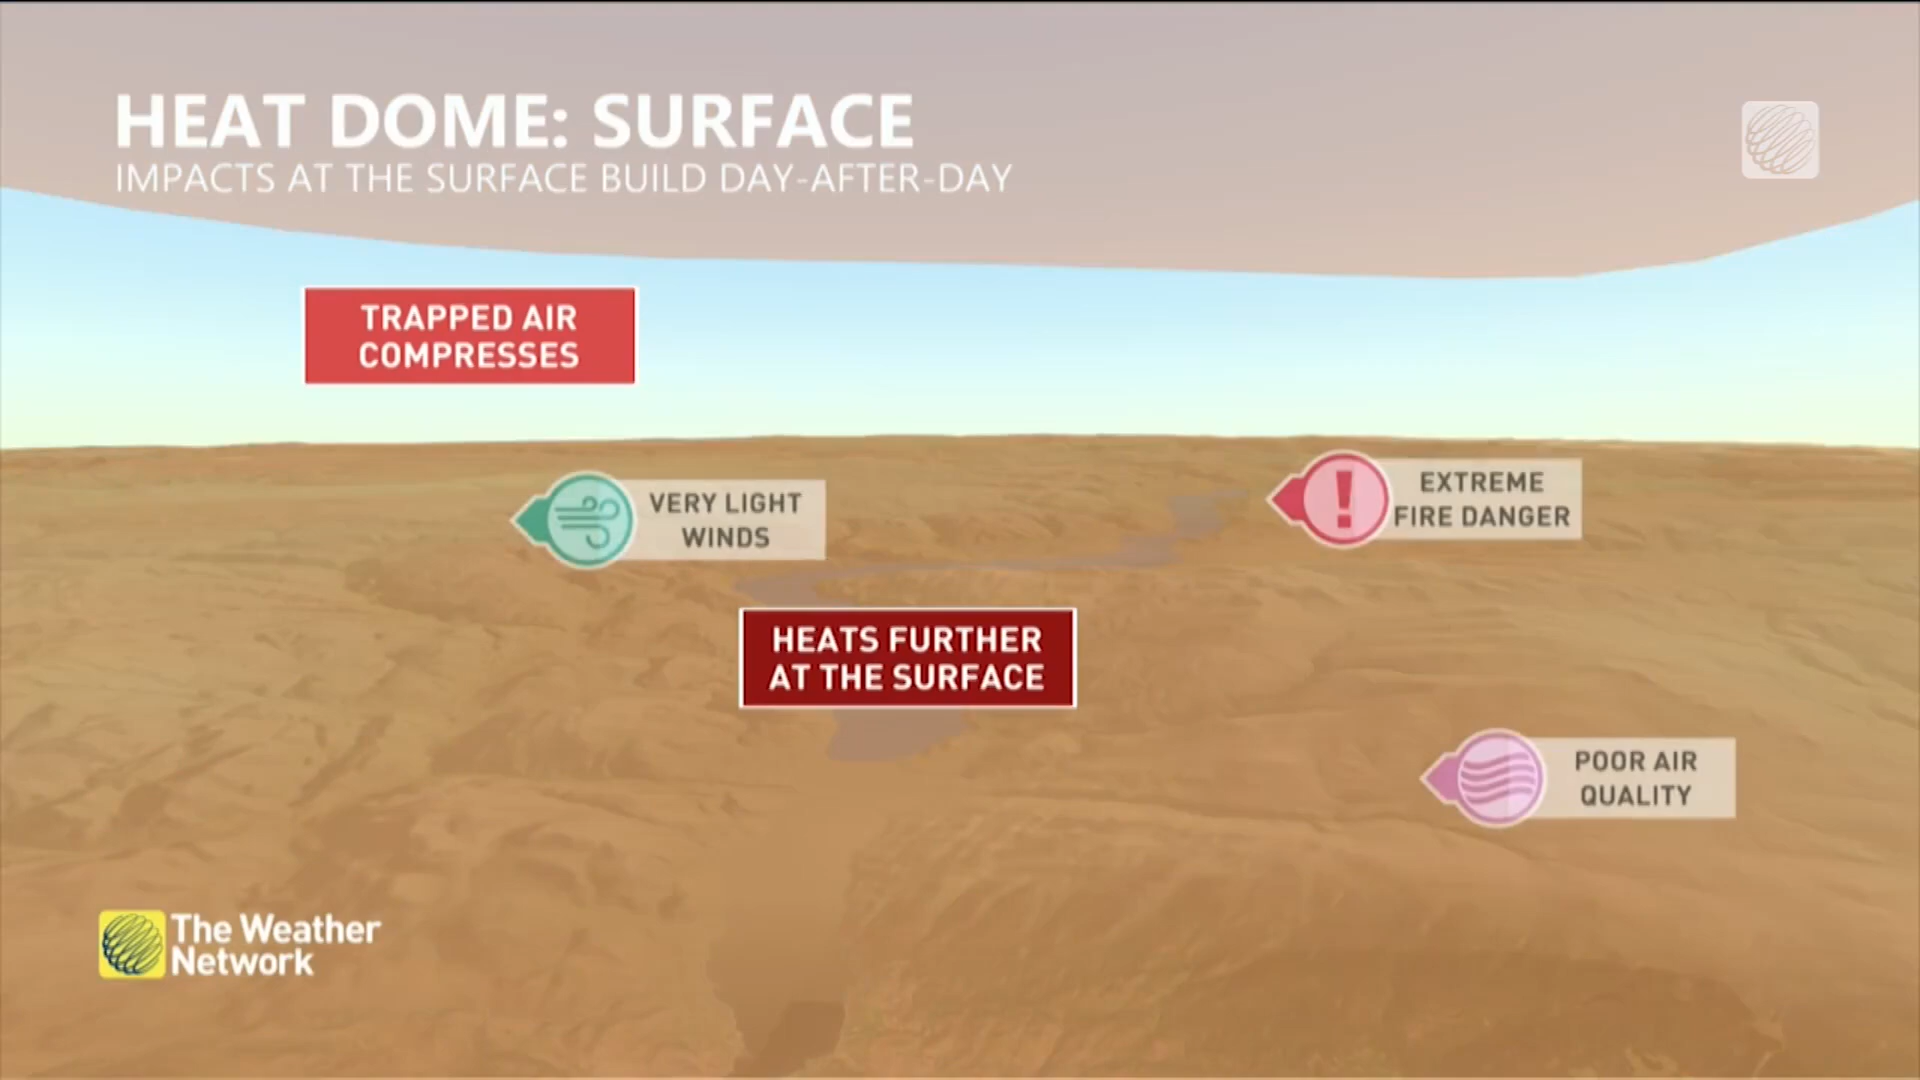 HEAT DOME: SURFACE
IMPACTS AT THE SURFACE BUILD DAY-AFTER-DAY
TRAPPED AIR
COMPRESSES
VERY LIGHT
WINDS
EXTREME
FIRE DANGER
HEATS FURTHER
AT THE SURFACE
POOR AIR
QUALITY
The Weather
Network